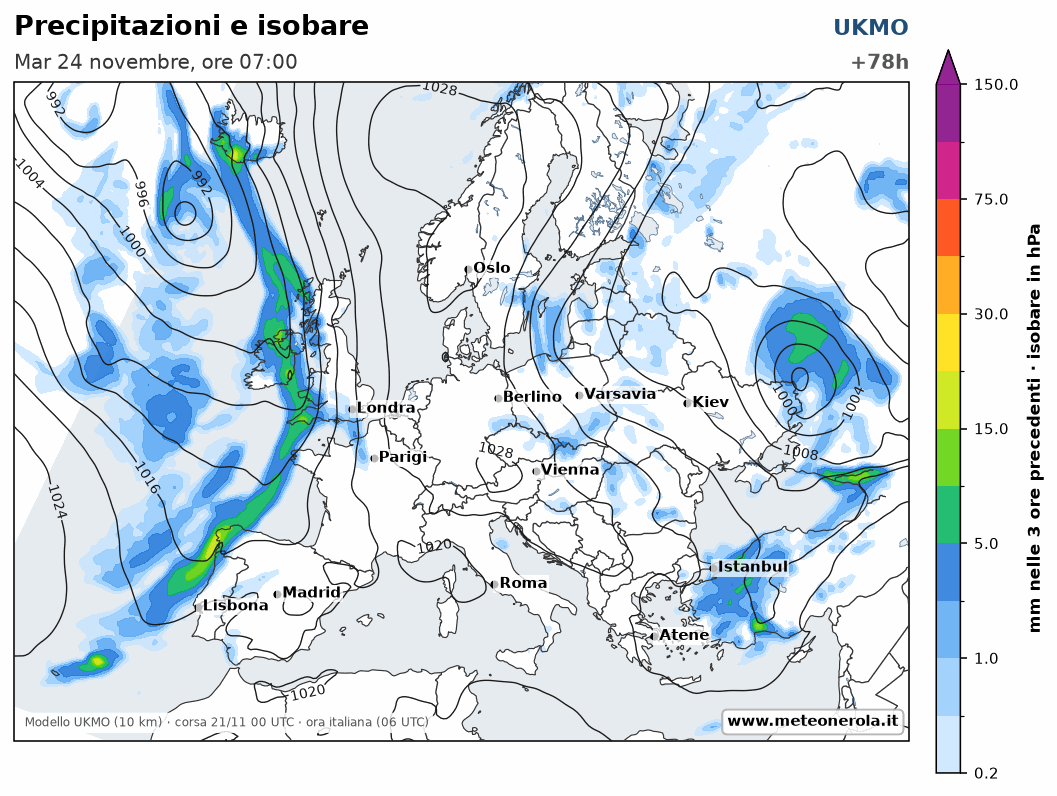 Precipitazioni e isobare
UKMO
Mar 24 novembre, ore 07:00
+78h
150.0
75.0
30.0
15.0
5.0
1.0
0.2
mm nelle 3 ore precedenti · isobare in hPa
992
1028
1004
996
992
1000
Oslo
Londra
Berlino
Varsavia
Kiev
1000
1004
Parigi
1028
Vienna
1008
1016
1024
1020
Istanbul
Roma
Madrid
Lisbona
Atene
1020
Modello UKMO (10 km) · corsa 21/11 00 UTC · ora italiana (06 UTC)
www.meteonerola.it